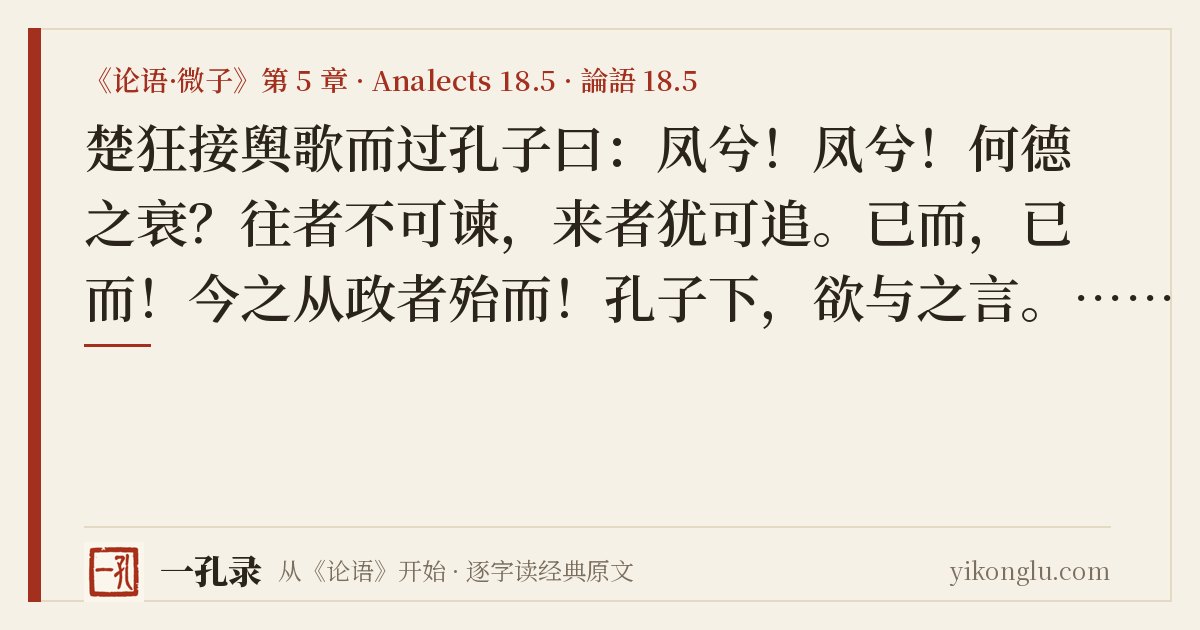 《论语·微子》第 5 章 · Analects 18.5 · 論語 18.5
楚狂接舆歌而过孔子曰：凤兮！凤兮！何德
之衰？往者不可谏，来者犹可追。已而，已
而！今之从政者殆而！孔子下，欲与之言。……
一孔
一孔录
从《论语》开始 · 逐字读经典原文
yikonglu.com